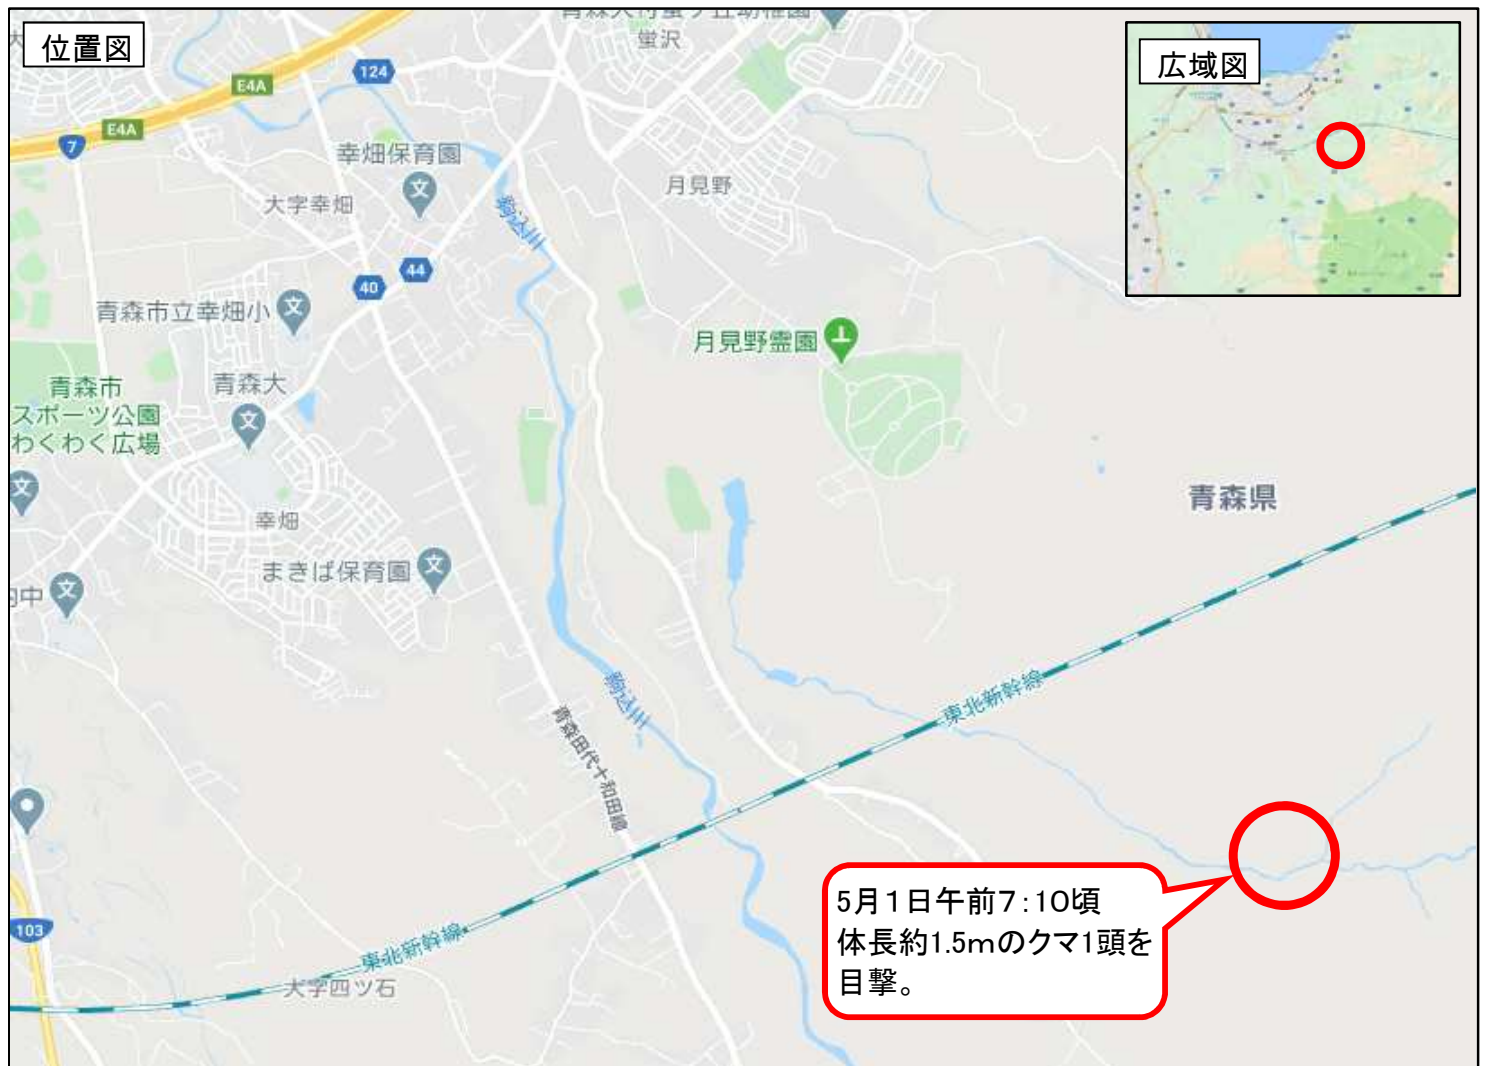 位置図
広域図
蛍沢
124
E4A
E4A
7
幸畑保育園
月見野
大字幸畑
駒込川
44
40
青森市立幸畑小
月見野霊園
青森市
スポーツ公園
わくわく広場
青森大
青森県
幸畑
まきば保育園
中
駒込川
東北新幹線
青森田代十和田線
5月1日午前7:10頃
体長約1.5mのクマ1頭を
目撃。
103
東北新幹線
大字四ツ石